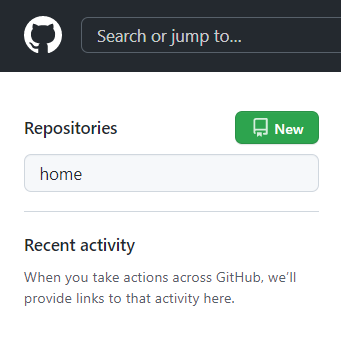 Search or jump to...
Repositories
New
home
Recent activity
When you take actions across GitHub, we'll
provide links to that activity here.